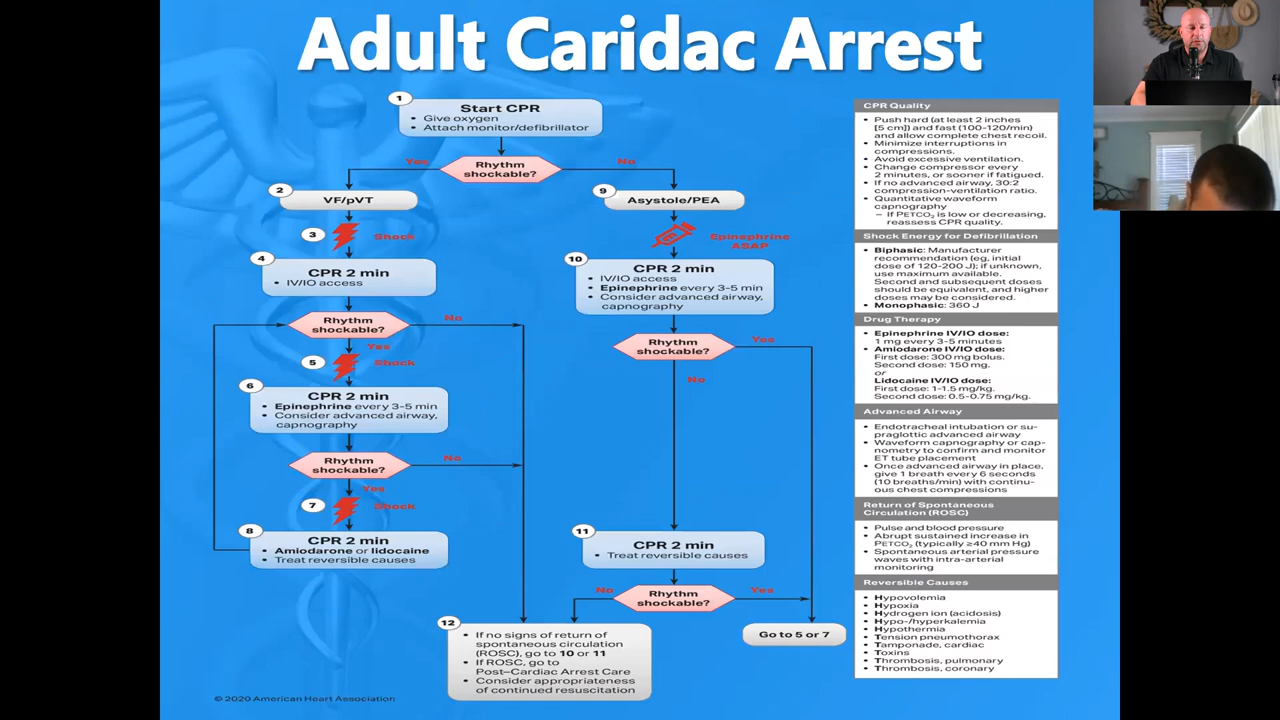 Adult Caridac Arrest
1
Start CPR
• Give oxygen
• Attach monitor/defibrillator
Rhythm
shockable?
Yes
No
2
VF/pVT
3
Shock
4
CPR 2 min
• IV/IO access
Rhythm
shockable?
No
Yes
5
Shock
6
CPR 2 min
• Epinephrine every 3-5 min
• Consider advanced airway,
capnography
Rhythm
shockable?
No
Yes
7
Shock
8
CPR 2 min
• Amiodarone or lidocaine
• Treat reversible causes
9
Asystole/PEA
Epinephrine
ASAP
10
CPR 2 min
• IV/IO access
• Epinephrine every 3-5 min
• Consider advanced airway,
capnography
Rhythm
shockable?
Yes
No
11
CPR 2 min
• Treat reversible causes
Rhythm
shockable?
No
Yes
12
• If no signs of return of
spontaneous circulation
(ROSC), go to 10 or 11
• If ROSC, go to
Post–Cardiac Arrest Care
• Consider appropriateness
of continued resuscitation
Go to 5 or 7
© 2020 American Heart Association
CPR Quality
• Push hard (at least 2 inches
[5 cm]) and fast (100-120/min)
and allow complete chest recoil.
• Minimize interruptions in
compressions.
• Avoid excessive ventilation.
• Change compressor every
2 minutes, or sooner if fatigued.
• If no advanced airway, 30:2
compression-ventilation ratio.
• Quantitative waveform
capnography
– If PETCO₂ is low or decreasing,
reassess CPR quality.
Shock Energy for Defibrillation
• Biphasic: Manufacturer
recommendation (eg, initial
dose of 120-200 J); if unknown,
use maximum available.
Second and subsequent doses
should be equivalent, and higher
doses may be considered.
• Monophasic: 360 J
Drug Therapy
• Epinephrine IV/IO dose:
1 mg every 3-5 minutes
• Amiodarone IV/IO dose:
First dose: 300 mg bolus.
Second dose: 150 mg.
or
Lidocaine IV/IO dose:
First dose: 1-1.5 mg/kg.
Second dose: 0.5-0.75 mg/kg.
Advanced Airway
• Endotracheal intubation or su-
praglottic advanced airway
• Waveform capnography or cap-
nometry to confirm and monitor
ET tube placement
• Once advanced airway in place,
give 1 breath every 6 seconds
(10 breaths/min) with continu-
ous chest compressions
Return of Spontaneous
Circulation (ROSC)
• Pulse and blood pressure
• Abrupt sustained increase in
PETCO₂ (typically ≥40 mm Hg)
• Spontaneous arterial pressure
waves with intra-arterial
monitoring
Reversible Causes
• Hypovolemia
• Hypoxia
• Hydrogen ion (acidosis)
• Hypo-/hyperkalemia
• Hypothermia
• Tension pneumothorax
• Tamponade, cardiac
• Toxins
• Thrombosis, pulmonary
• Thrombosis, coronary